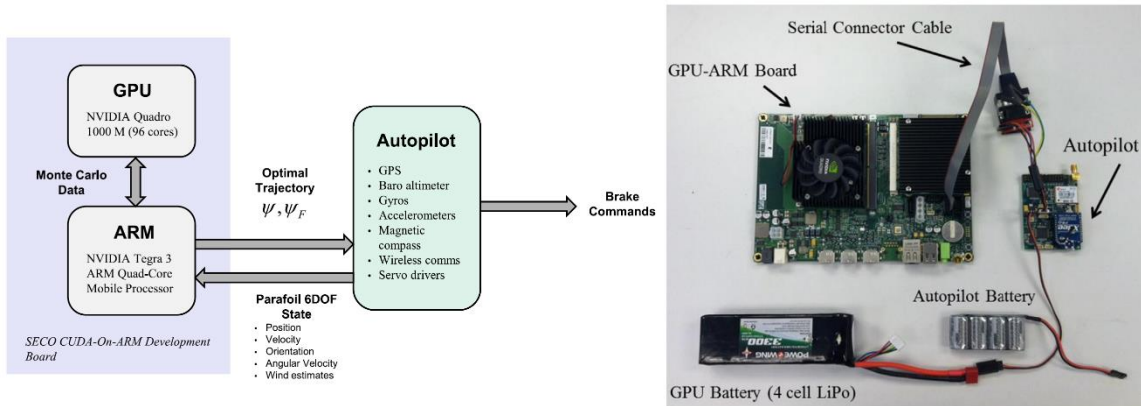 GPU
NVIDIA Quadro
1000 M (96 cores)
Monte Carlo
Data
ARM
NVIDIA Tegra 3
ARM Quad-Core
Mobile Processor
SECO CUDA-On-ARM Development
Board
Optimal
Trajectory
ψ, ψF
Parafoil 6DOF
State
• Position
• Velocity
• Orientation
• Angular Velocity
• Wind estimates
Autopilot
• GPS
• Baro altimeter
• Gyros
• Accelerometers
• Magnetic
compass
• Wireless comms
• Servo drivers
Brake
Commands
Serial Connector Cable
GPU-ARM Board
Autopilot
Autopilot Battery
POWER WING
3300
GPU Battery (4 cell LiPo)